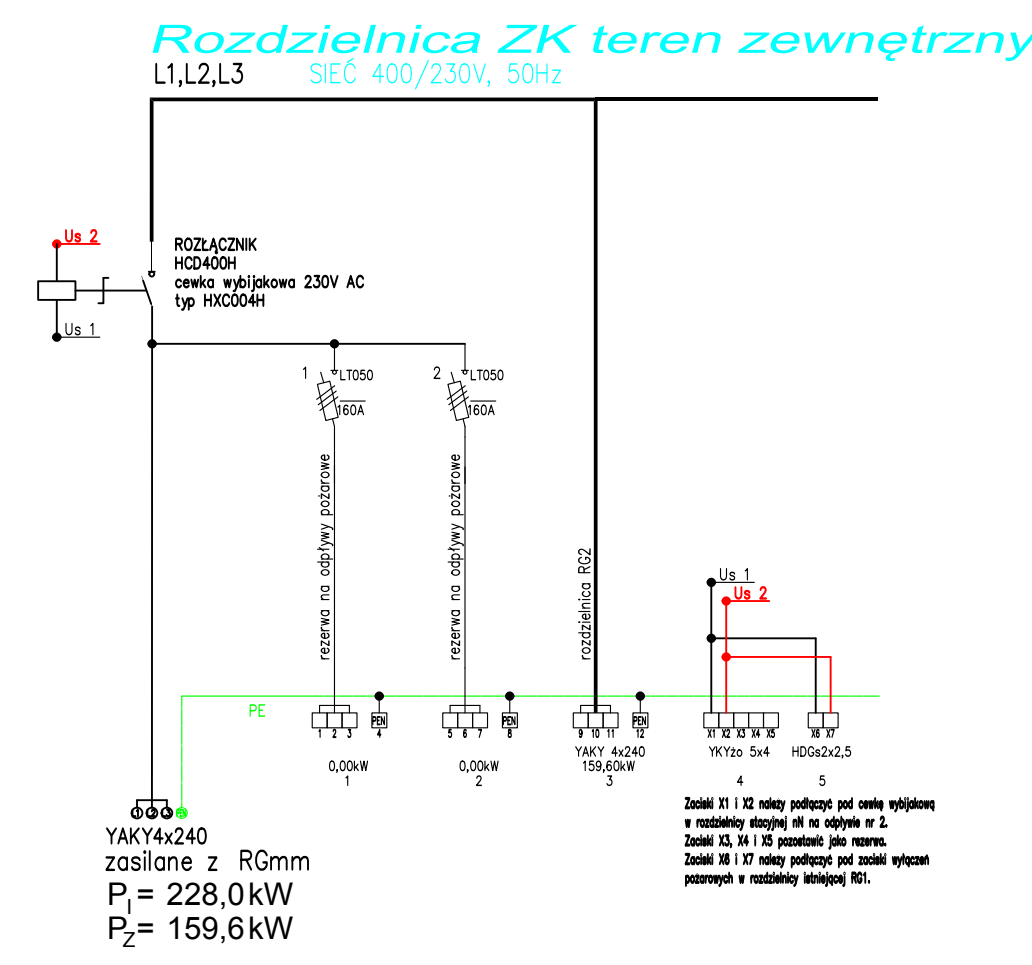 Rozdzielnica ZK teren zewnętrzny
L1,L2,L3 SIEĆ 400/230V, 50Hz
Us 2
ROZŁĄCZNIK
HCD400H
cewka wybijakowa 230V AC
typ HXC004H
Us 1
1 LT050
160A
2 LT050
160A
rezerwa na odpływy pożarowe
rezerwa na odpływy pożarowe
rozdzielnica RG2
Us 1
Us 2
PE
PEN PEN PEN
1 2 3 4 5 6 7 8 9 10 11 12 X1 X2 X3 X4 X5 X6 X7
0,00kW
1
0,00kW
2
YAKY 4x240
159,60kW
3
YKYżo 5x4
4
HDGs2x2,5
5
Zaciski X1 i X2 należy podłączyć pod cewkę wybijakową
w rozdzielnicy stacyjnej nN na odpływie nr 2.
Zaciski X3, X4 i X5 pozostawić jako rezerwa.
Zaciski X6 i X7 należy podłączyć pod zaciski wyłączeń
pożarowych w rozdzielnicy istniejącej RG1.
1 2 3 PEN
YAKY4x240
zasilane z RGmm
PI= 228,0kW
PZ= 159,6kW